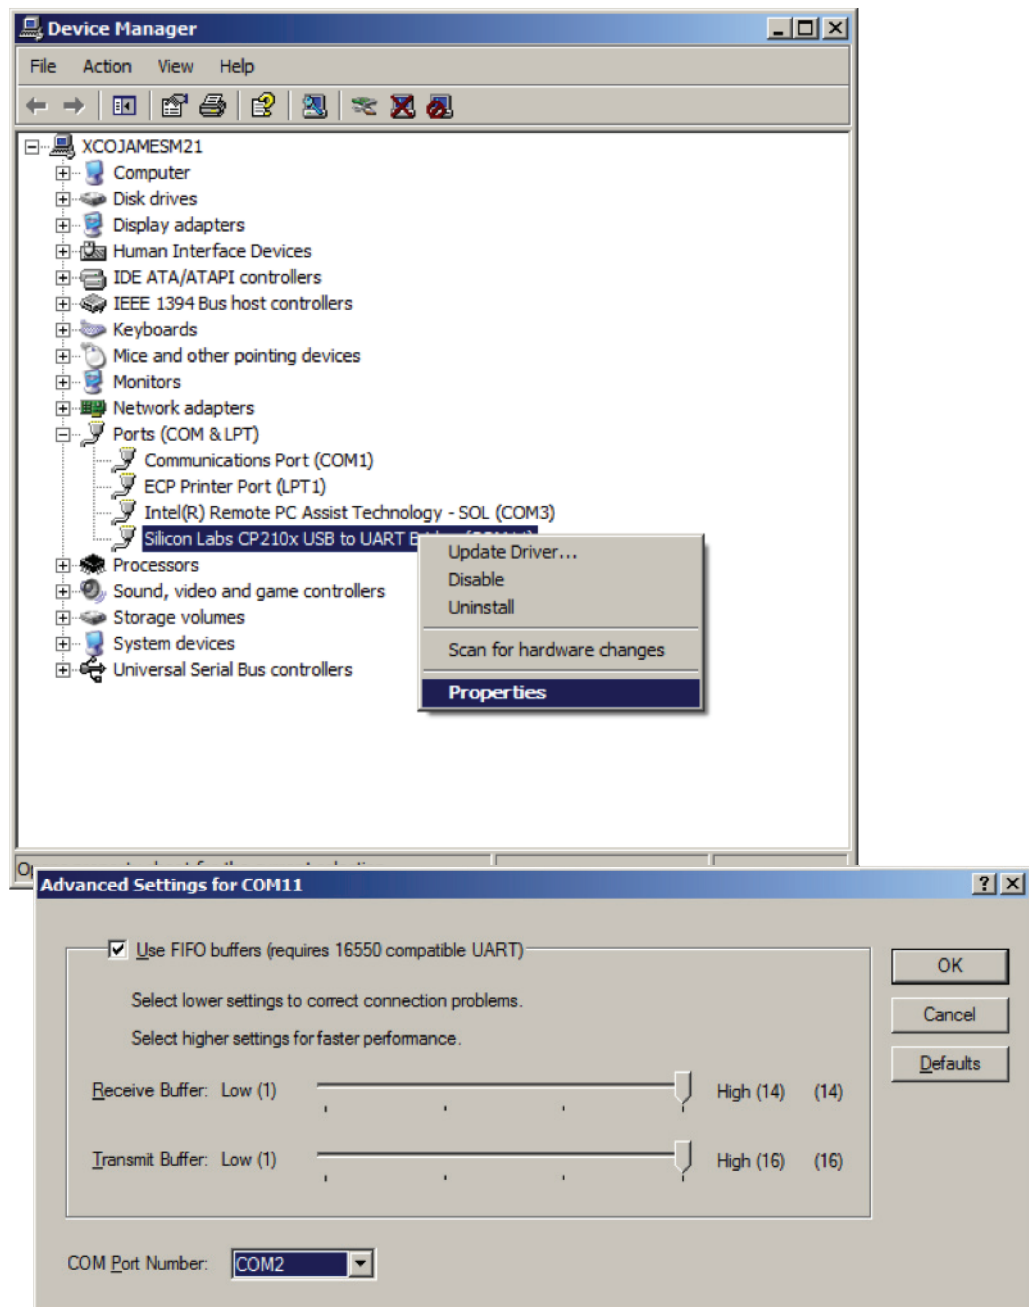 Device Manager
File Action View Help
XCOJAMESM21
Computer
Disk drives
Display adapters
Human Interface Devices
IDE ATA/ATAPI controllers
IEEE 1394 Bus host controllers
Keyboards
Mice and other pointing devices
Monitors
Network adapters
Ports (COM & LPT)
Communications Port (COM1)
ECP Printer Port (LPT1)
Intel(R) Remote PC Assist Technology - SOL (COM3)
Silicon Labs CP210x USB to UART
Update Driver...
Disable
Uninstall
Scan for hardware changes
Properties
Processors
Sound, video and game controllers
Storage volumes
System devices
Universal Serial Bus controllers
Advanced Settings for COM11
Use FIFO buffers (requires 16550 compatible UART)
OK
Select lower settings to correct connection problems.
Cancel
Select higher settings for faster performance.
Defaults
Receive Buffer: Low (1) High (14) (14)
Transmit Buffer: Low (1) High (16) (16)
COM Port Number: COM2